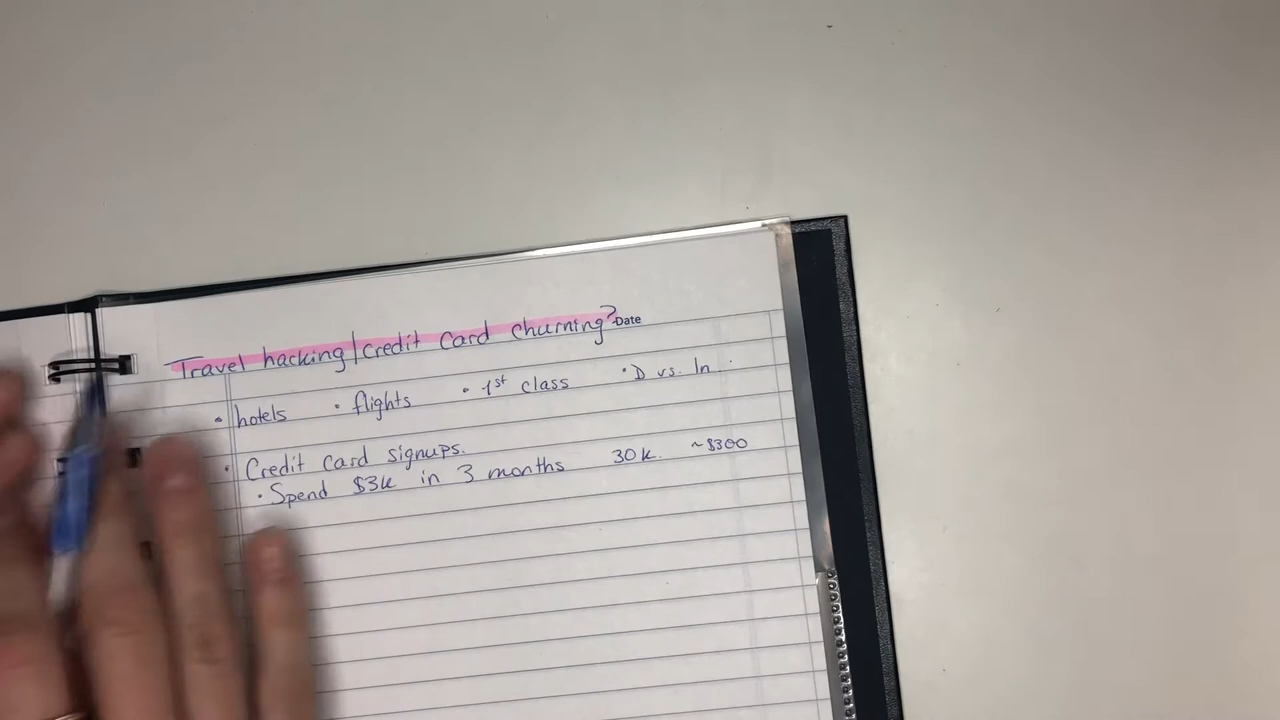 Travel hacking/credit card churning? Date
• hotels • flights • 1st class • D vs. In
• Credit card signups.
• Spend $3k in 3 months 30k. ~$300